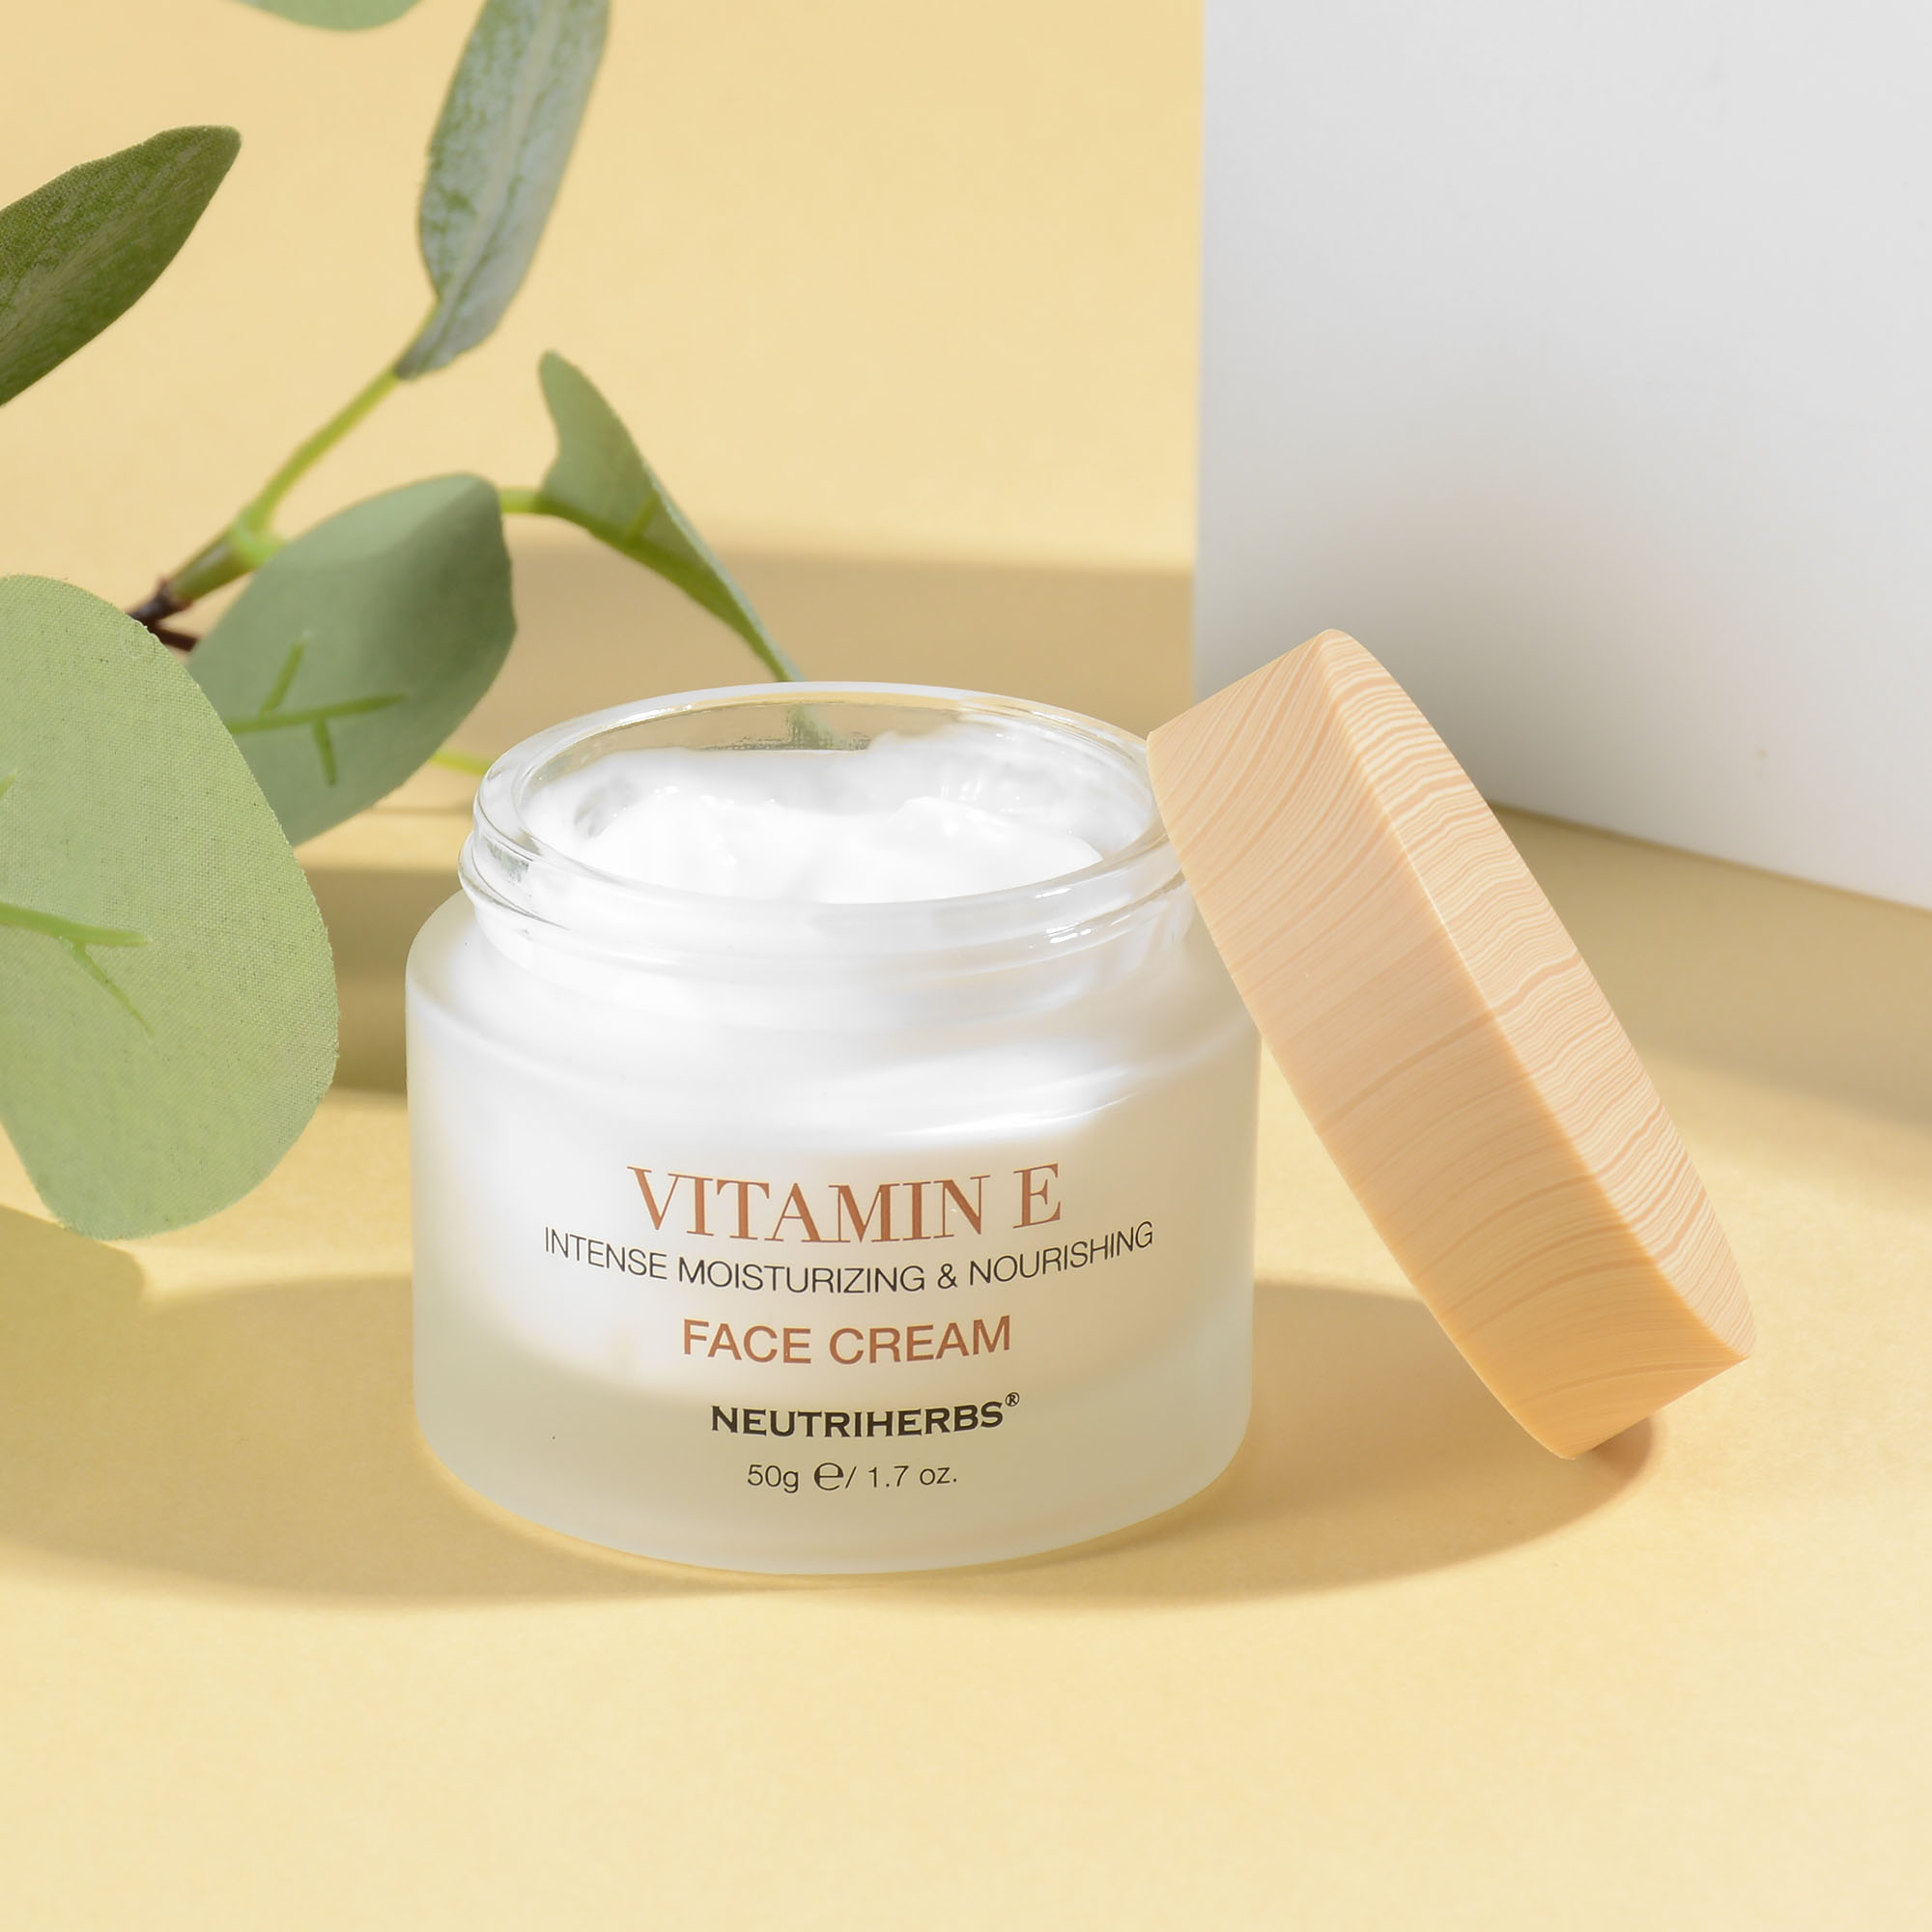 VITAMIN E
INTENSE MOISTURIZING & NOURISHING
FACE CREAM
NEUTRIHERBS®
50g ℮/ 1.7 oz.